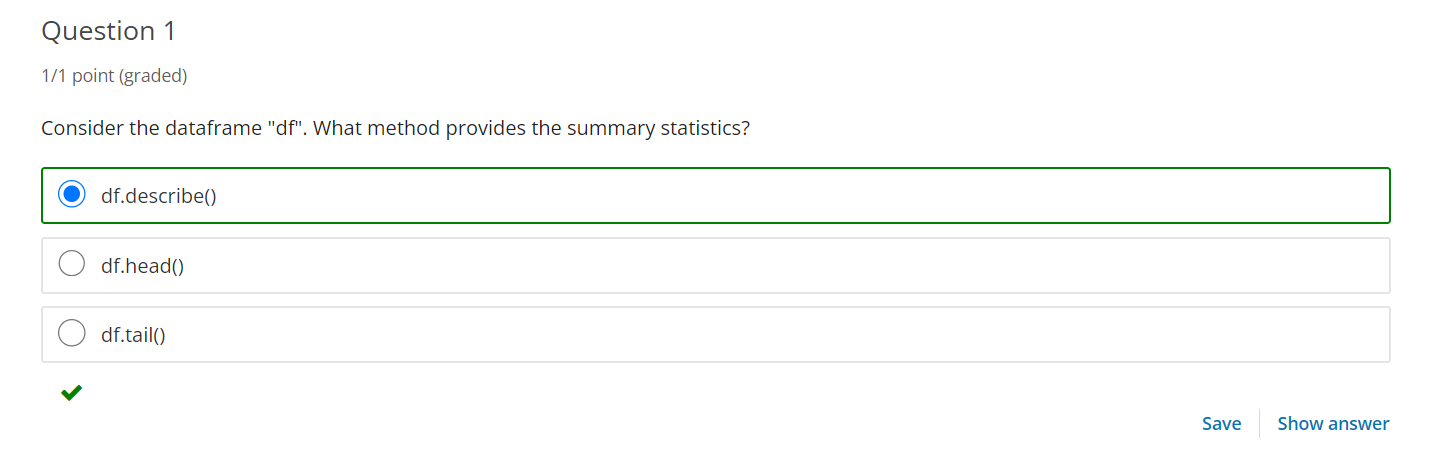 Question 1
1/1 point (graded)
Consider the dataframe "df". What method provides the summary statistics?
df.describe()
df.head()
df.tail()
Save
Show answer